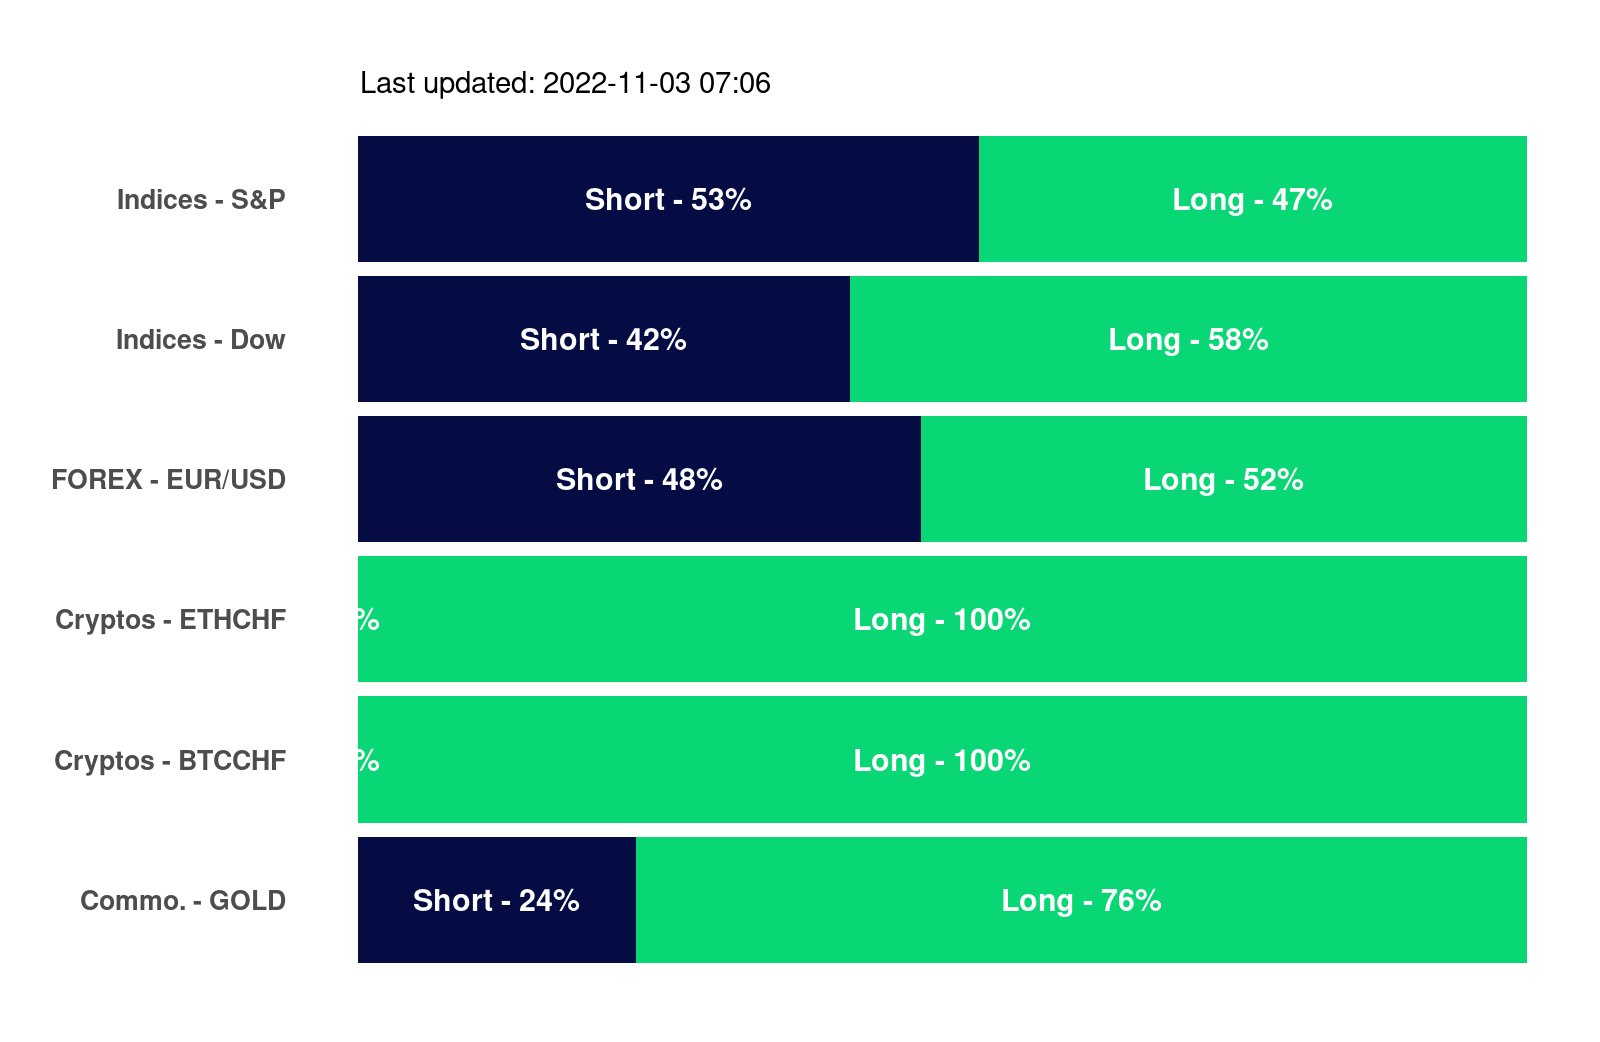 Last updated: 2022-11-03 07:06
Indices - S&P Short - 53% Long - 47%
Indices - Dow Short - 42% Long - 58%
FOREX - EUR/USD Short - 48% Long - 52%
Cryptos - ETHCHF % Long - 100%
Cryptos - BTCCHF % Long - 100%
Commo. - GOLD Short - 24% Long - 76%